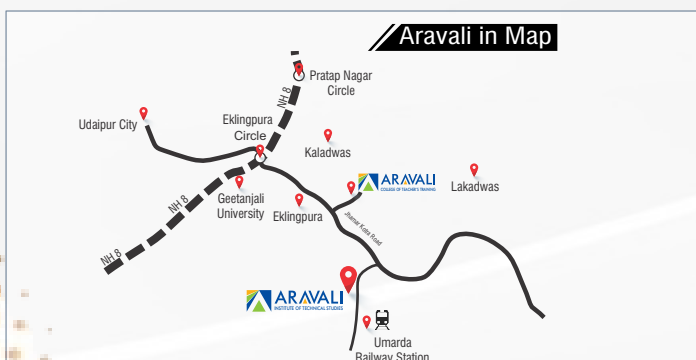 Aravali in Map
Pratap Nagar
Circle
NH 8
Udaipur City
Eklingpura
Circle
Kaladwas
ARAVALI
COLLEGE OF TEACHER'S TRAINING
Lakadwas
Geetanjali
University
Eklingpura
NH 8
Jhamar Kotra Road
NH 8
ARAVALI
INSTITUTE OF TECHNICAL STUDIES
Umarda
Railway Station